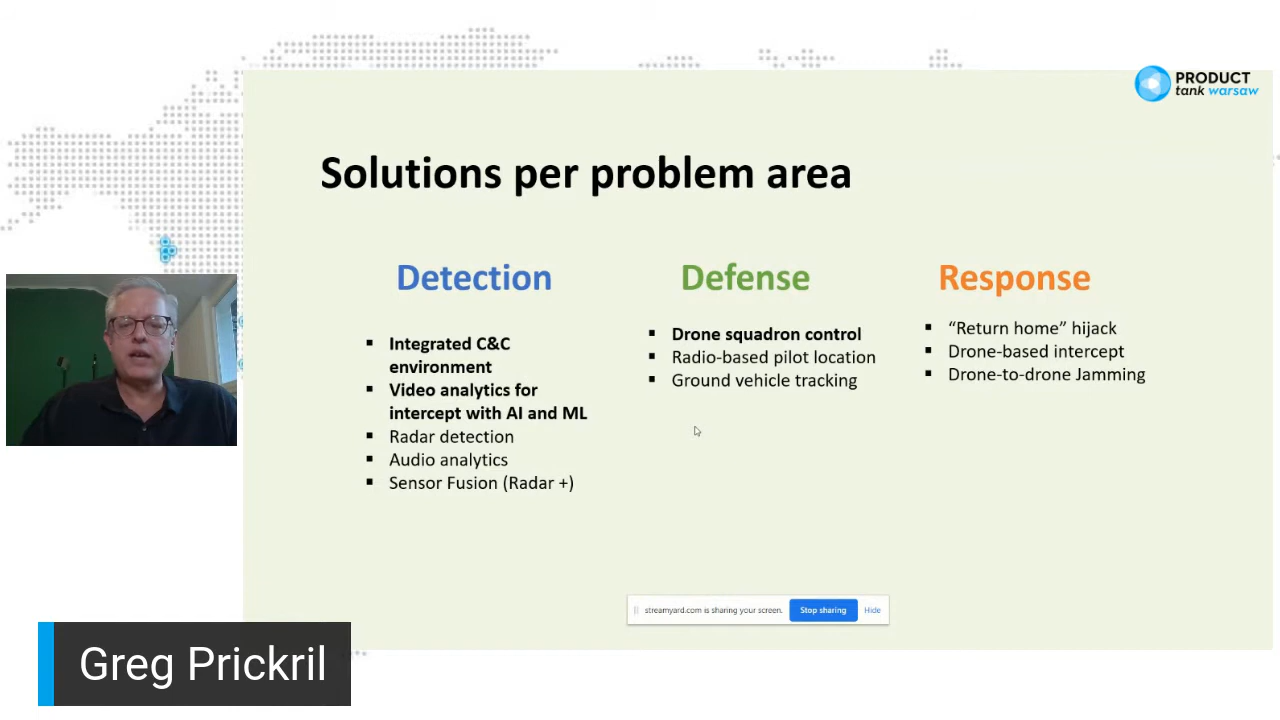 PRODUCT
tank warsaw
Solutions per problem area
Detection
Integrated C&C
environment
Video analytics for
intercept with AI and ML
Radar detection
Audio analytics
Sensor Fusion (Radar +)
Defense
Drone squadron control
Radio-based pilot location
Ground vehicle tracking
Response
“Return home” hijack
Drone-based intercept
Drone-to-drone Jamming
streamyard.com is sharing your screen.
Stop sharing
Hide
Greg Prickril